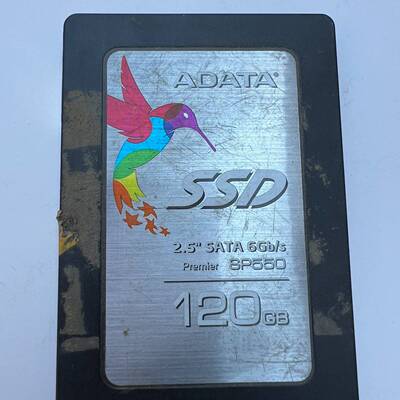 ADATA®
SSD
2.5" SATA 6Gb/s
Premier SP550
120GB